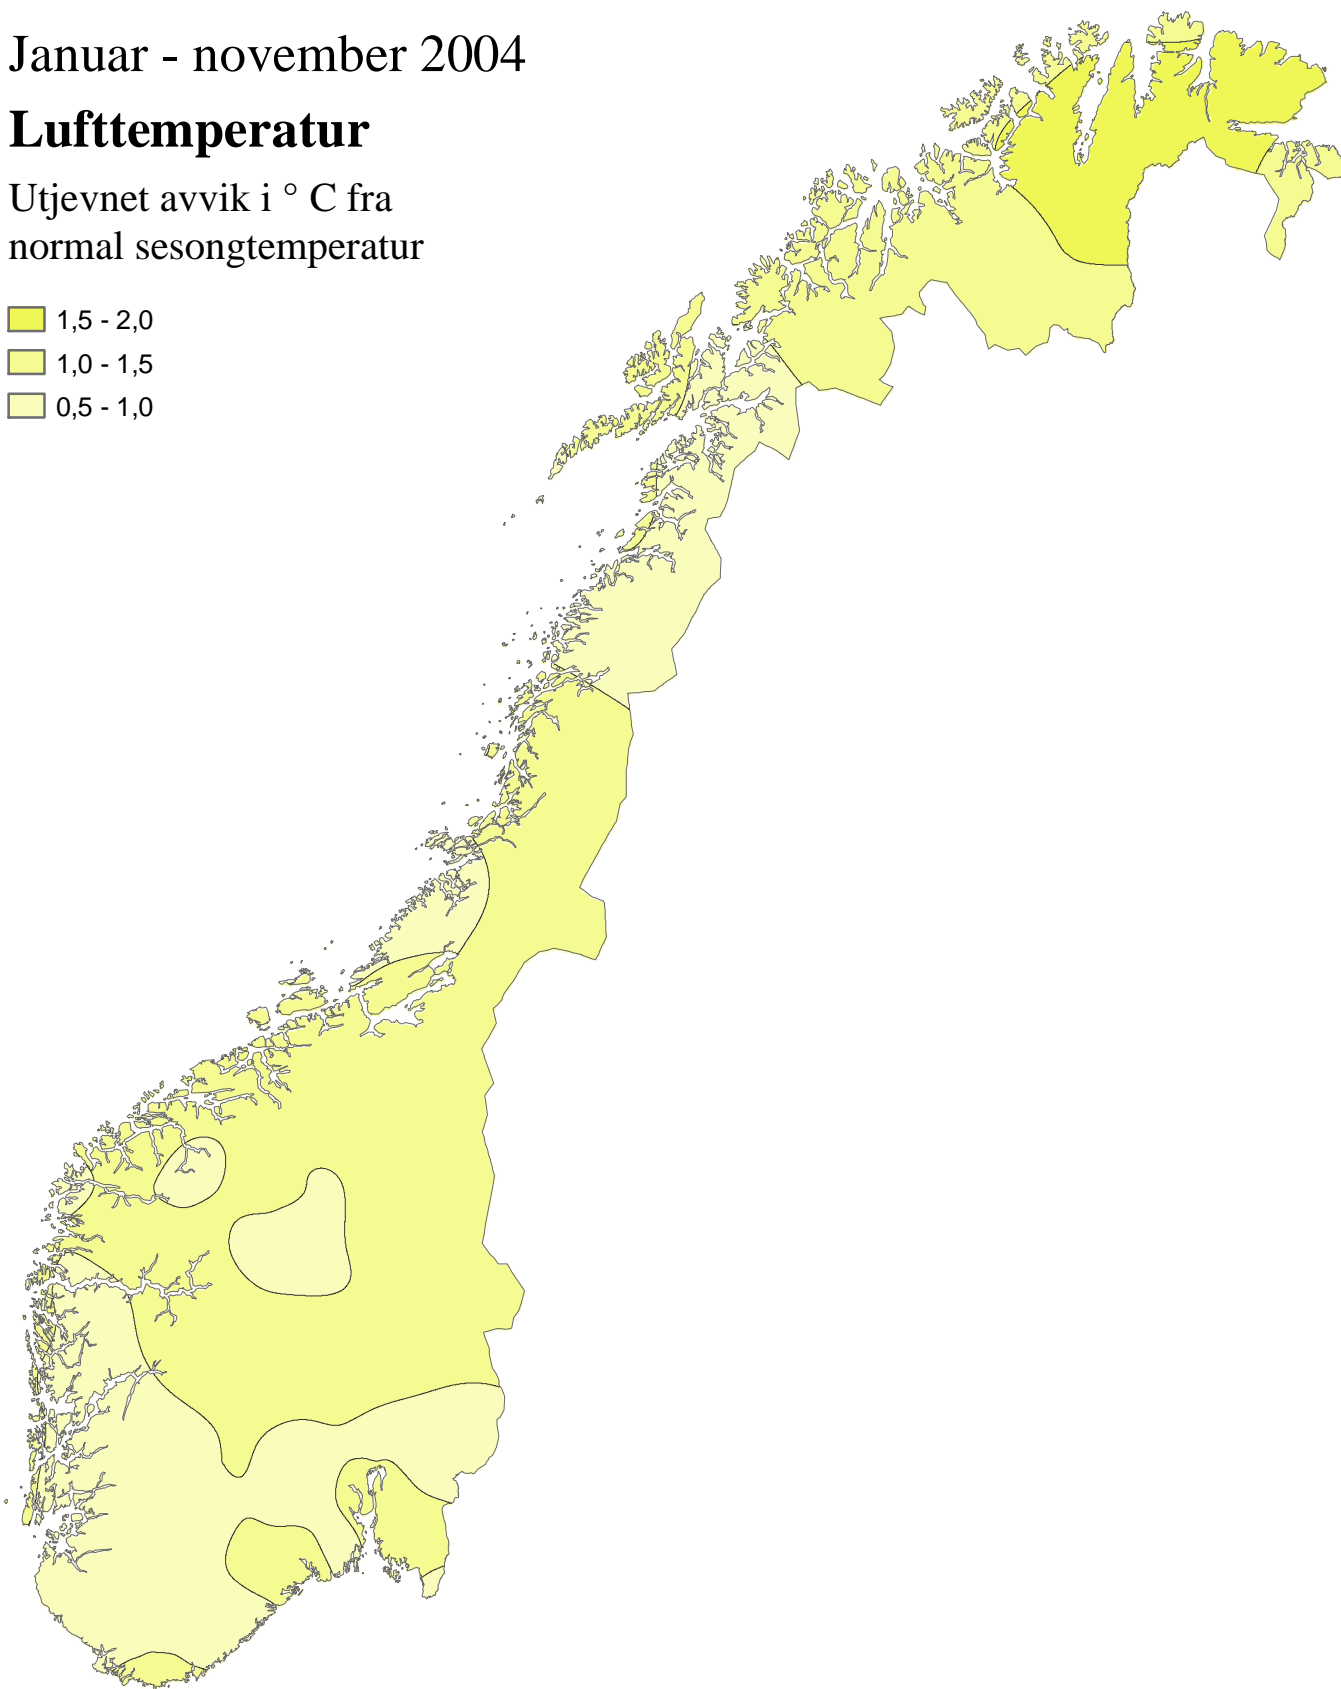 Januar - november 2004
Lufttemperatur
Utjevnet avvik i ° C fra
normal sesongtemperatur
1,5 - 2,0
1,0 - 1,5
0,5 - 1,0